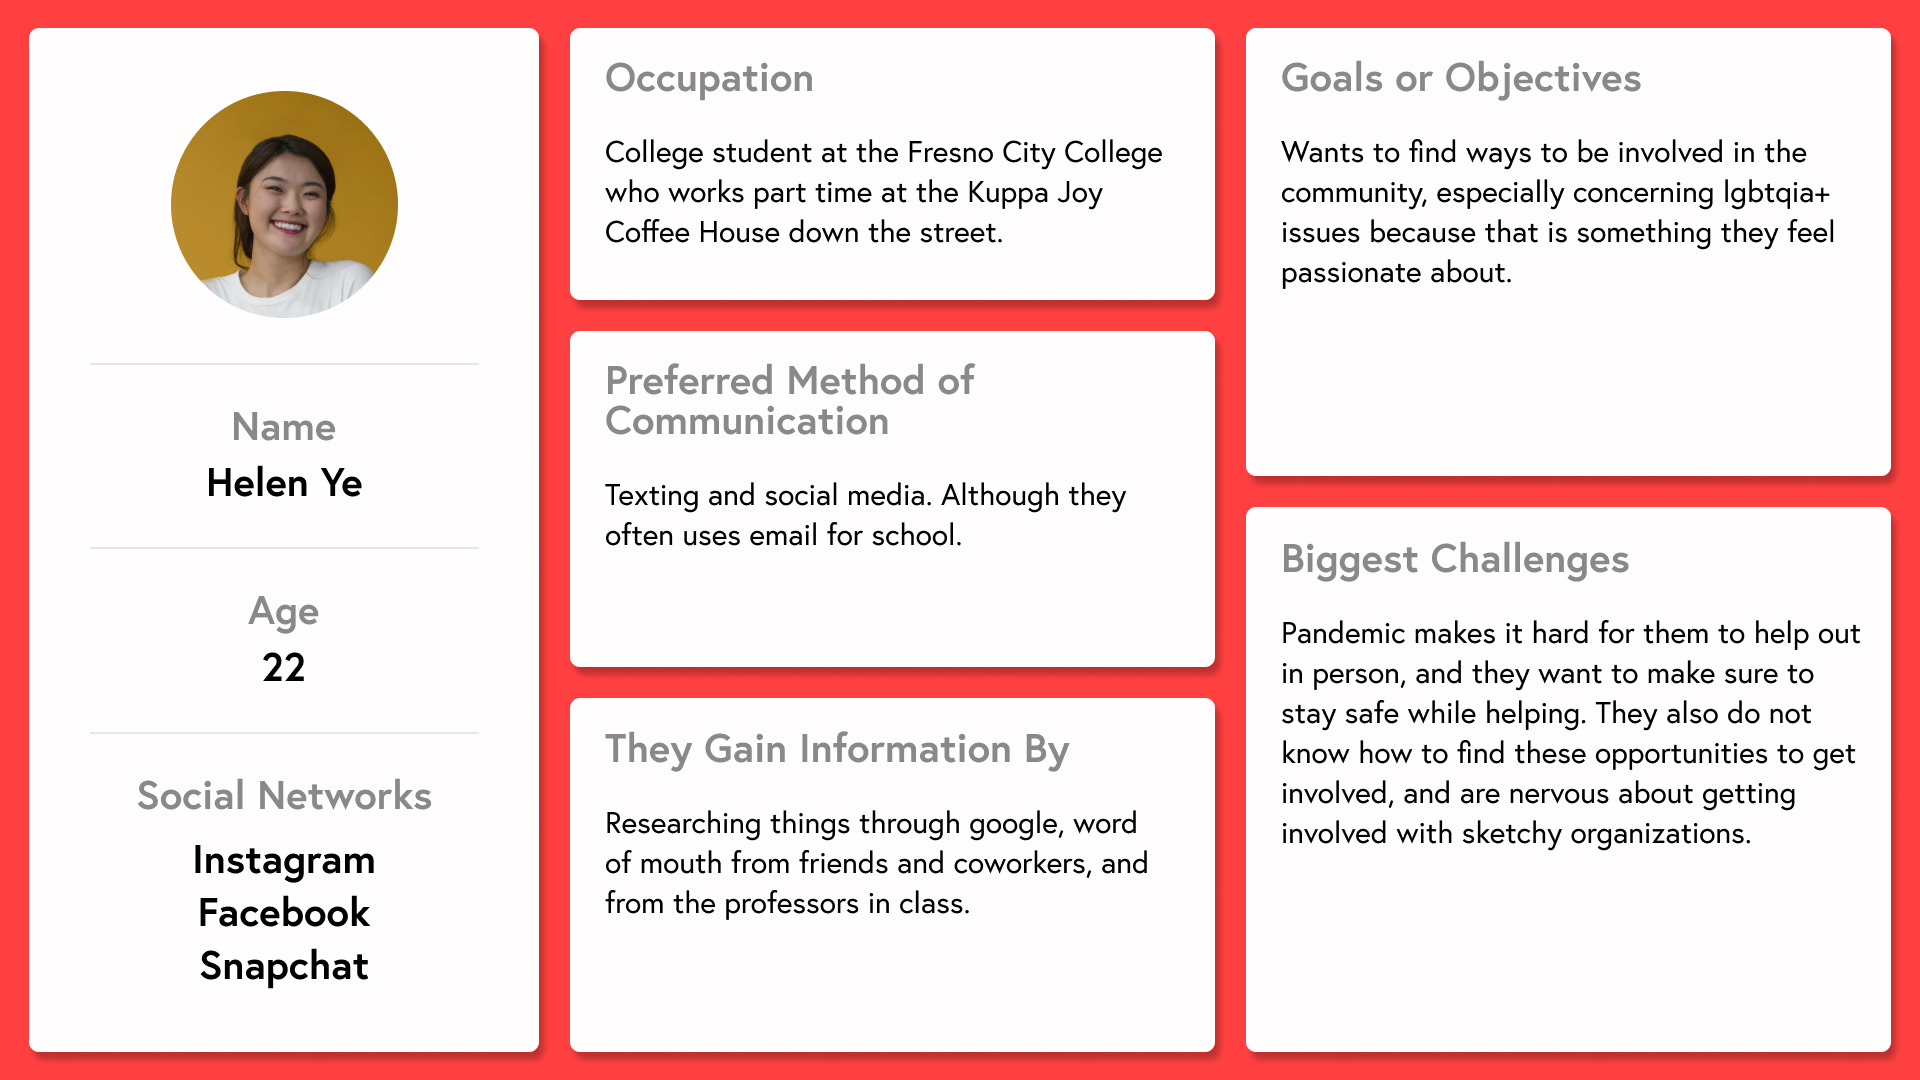 Name
Helen Ye
Age
22
Social Networks
Instagram
Facebook
Snapchat
Occupation
College student at the Fresno City College
who works part time at the Kuppa Joy
Coffee House down the street.
Preferred Method of
Communication
Texting and social media. Although they
often uses email for school.
They Gain Information By
Researching things through google, word
of mouth from friends and coworkers, and
from the professors in class.
Goals or Objectives
Wants to find ways to be involved in the
community, especially concerning lgbtqia+
issues because that is something they feel
passionate about.
Biggest Challenges
Pandemic makes it hard for them to help out
in person, and they want to make sure to
stay safe while helping. They also do not
know how to find these opportunities to get
involved, and are nervous about getting
involved with sketchy organizations.